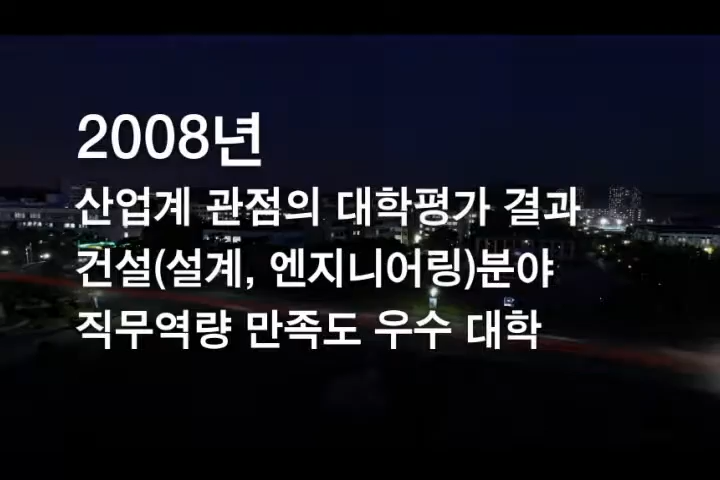 2008년
산업계 관점의 대학평가 결과
건설(설계, 엔지니어링)분야
직무역량 만족도 우수 대학